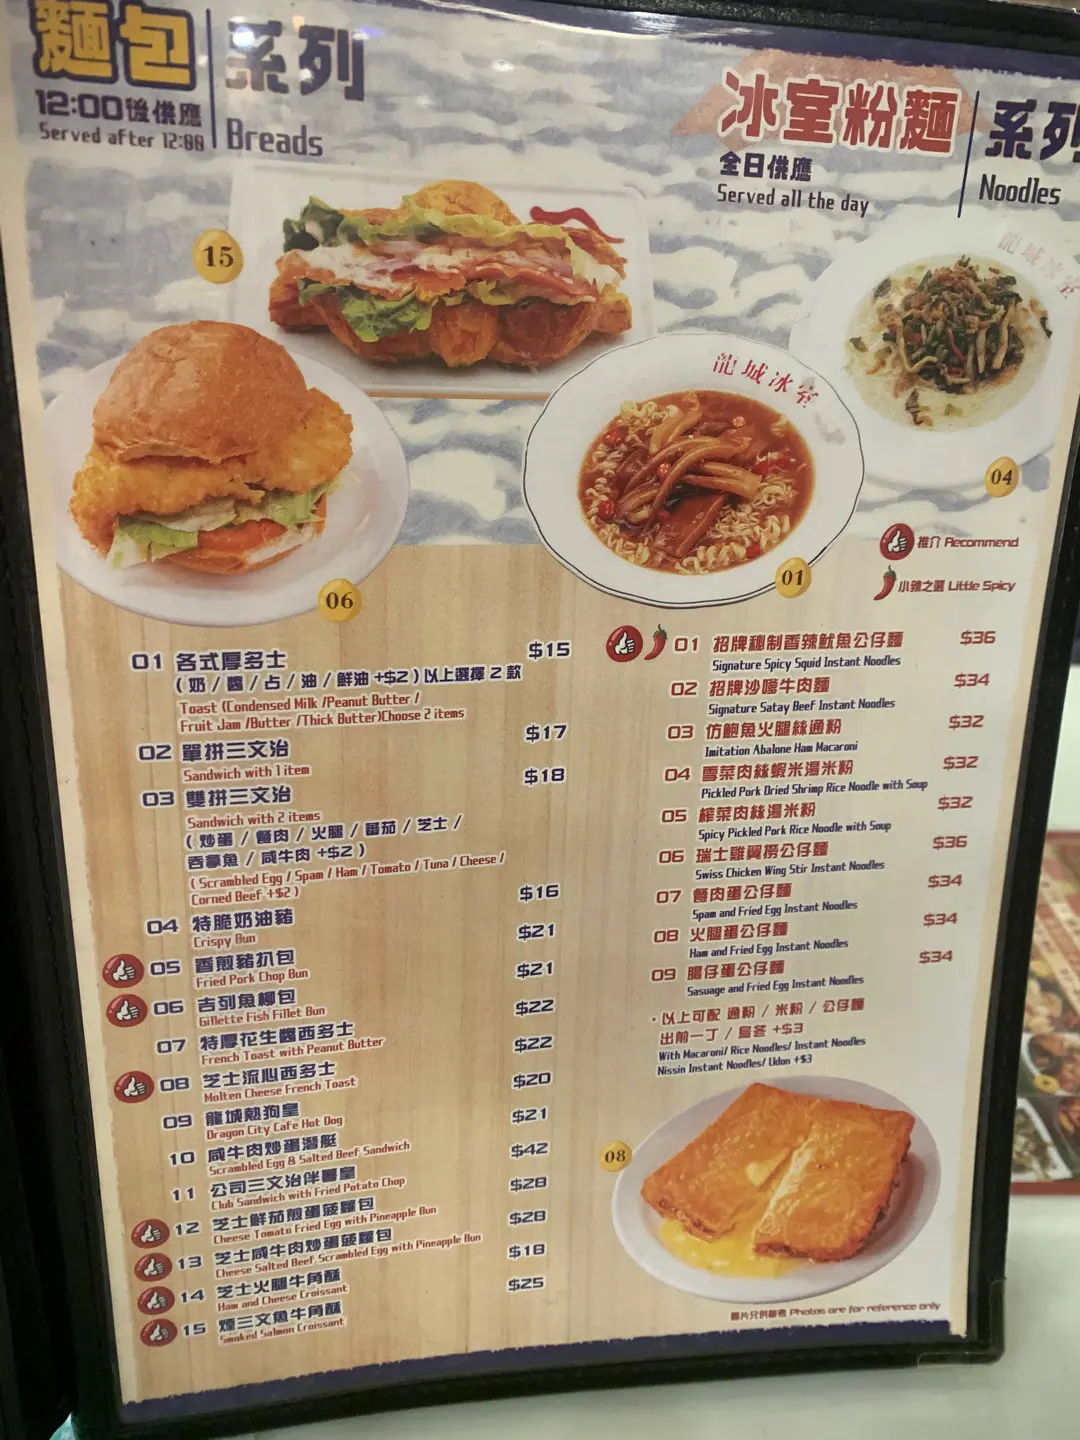 麵包 系列
12:00後供應
Served after 12:00
Breads
冰室粉麵 系列
全日供應
Served all the day
Noodles
15
龍城冰室
04
龍城冰室
01
06
推介 Recommend
小辣之選 Little Spicy
01 各式厚多士 $15
(奶/醬/占/油/鮮油+$2)以上選擇2款
Toast (Condensed Milk /Peanut Butter /
Fruit Jam /Butter /Thick Butter)Choose 2 items
02 單拼三文治 $17
Sandwich with 1 item
03 雙拼三文治 $18
Sandwich with 2 items
(炒蛋/餐肉/火腿/蕃茄/芝士/
吞拿魚/咸牛肉+$2)
(Scrambled Egg / Spam / Ham / Tomato / Tuna / Cheese /
Corned Beef +$2 )
04 特脆奶油豬 $16
Crispy Bun
05 香煎豬扒包 $21
Fried Pork Chop Bun
06 吉列魚柳包 $21
Gillette Fish Fillet Bun
07 特厚花生醬西多士 $22
French Toast with Peanut Butter
08 芝士流心西多士 $22
Molten Cheese French Toast
09 龍城熱狗皇 $20
Dragon City Cafe Hot Dog
10 咸牛肉炒蛋潛艇 $21
Scrambled Egg & Salted Beef Sandwich
11 公司三文治伴薯皇 $42
Club Sandwich with Fried Potato Chop
12 芝士鮮茄煎蛋菠蘿包 $28
Cheese Tomato Fried Egg with Pineapple Bun
13 芝士咸牛肉炒蛋菠蘿包 $28
Cheese Salted Beef Scrambled Egg with Pineapple Bun
14 芝士火腿牛角酥 $18
Ham and Cheese Croissant
15 煙三文魚牛角酥 $25
Smoked Salmon Croissant
01 招牌秘制香辣魷魚公仔麵 $36
Signature Spicy Squid Instant Noodles
02 招牌沙嗲牛肉麵 $34
Signature Satay Beef Instant Noodles
03 仿鮑魚火腿絲通粉 $32
Imitation Abalone Ham Macaroni
04 雪菜肉絲蝦米湯米粉 $32
Pickled Pork Dried Shrimp Rice Noodle with Soup
05 榨菜肉絲湯米粉 $32
Spicy Pickled Pork Rice Noodle with Soup
06 瑞士雞翼撈公仔麵 $36
Swiss Chicken Wing Stir Instant Noodles
07 餐肉蛋公仔麵 $34
Spam and Fried Egg Instant Noodles
08 火腿蛋公仔麵 $34
Ham and Fried Egg Instant Noodles
09 腸仔蛋公仔麵 $34
Sasuage and Fried Egg Instant Noodles
·以上可配 通粉/米粉/公仔麵
出前一丁/烏冬+$3
With Macaroni/ Rice Noodles/ Instant Noodles
Nissin Instant Noodles/ Udon +$3
08
圖片只供參考 Photos are for reference only